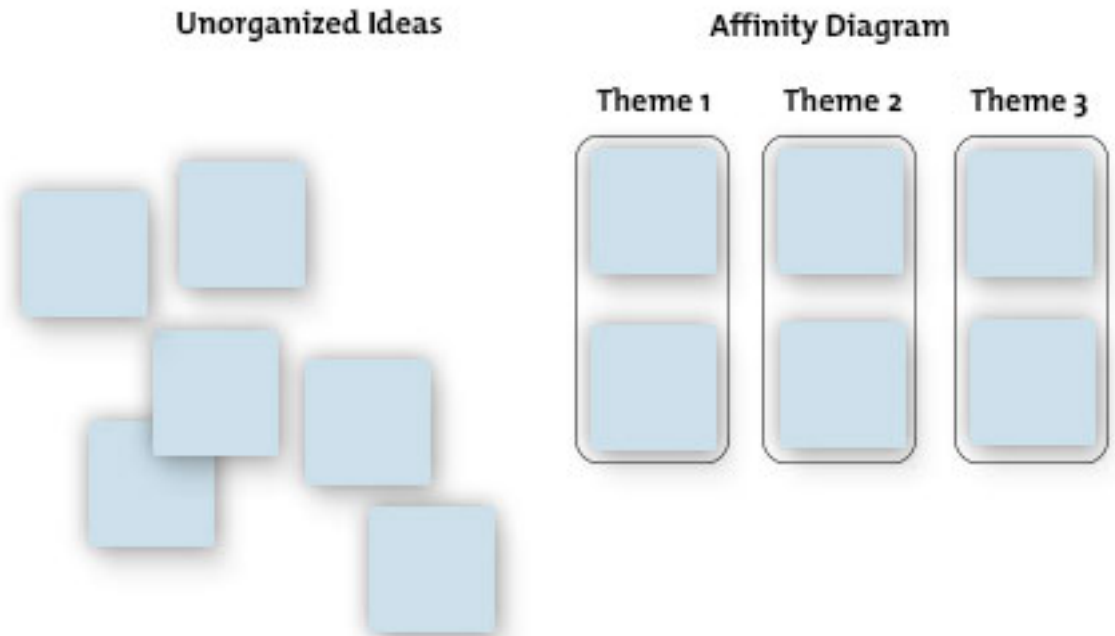 Unorganized Ideas
Affinity Diagram
Theme 1
Theme 2
Theme 3